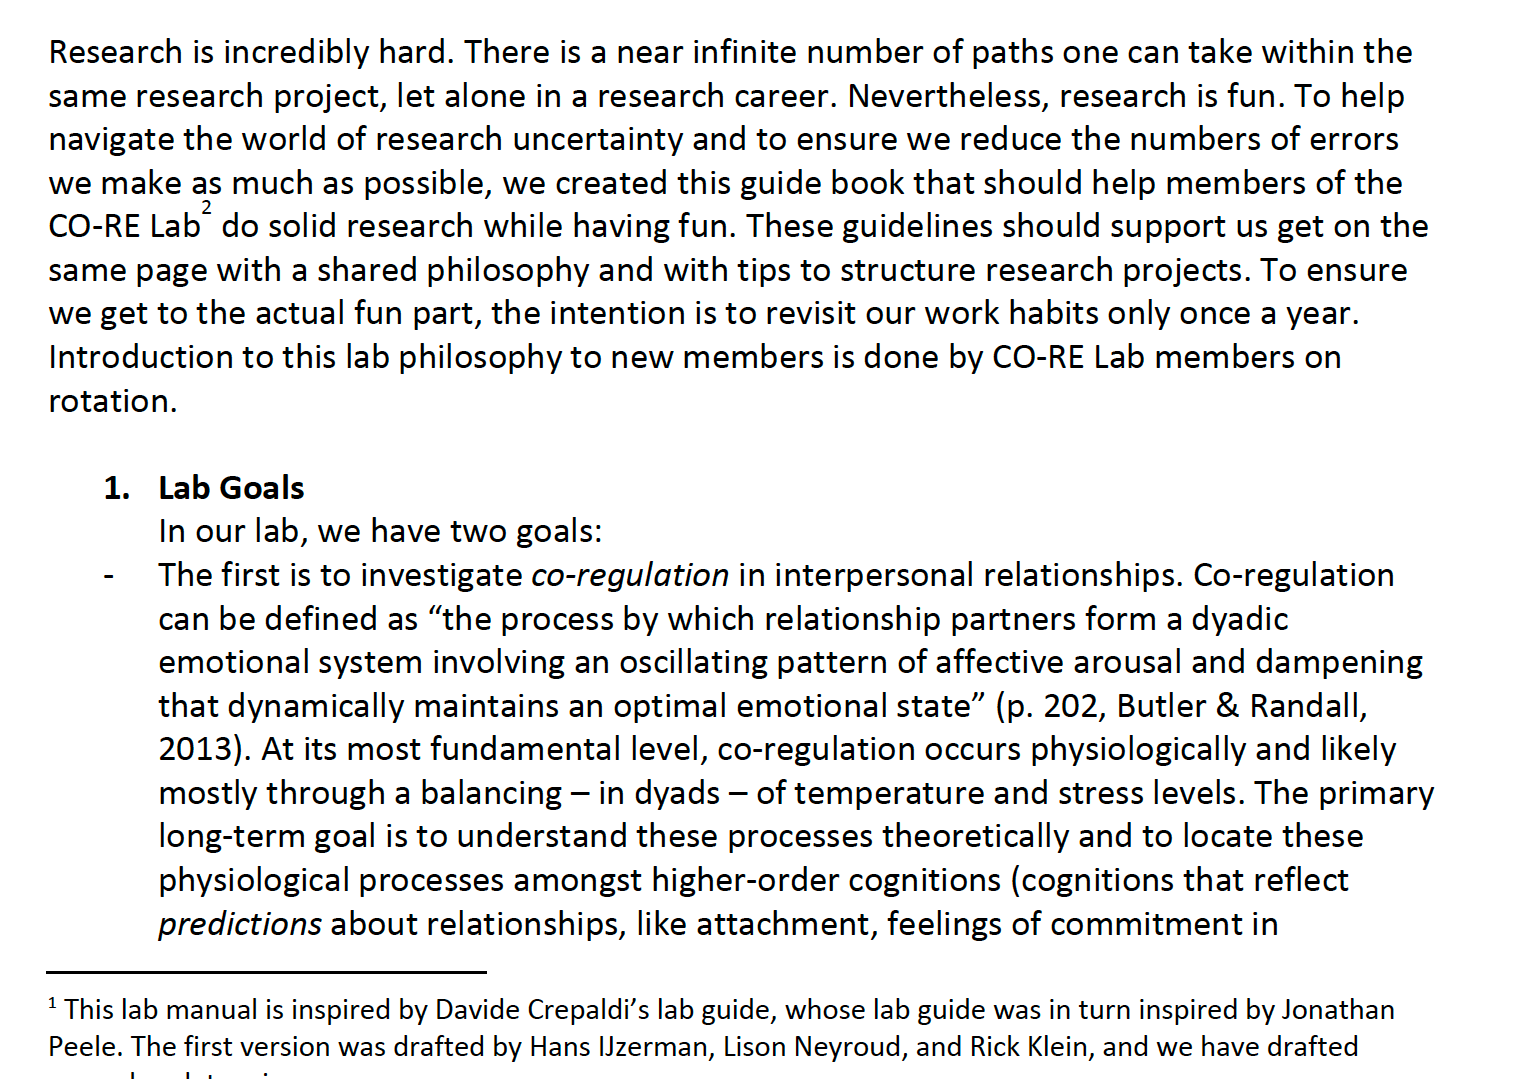 Research is incredibly hard. There is a near infinite number of paths one can take within the
same research project, let alone in a research career. Nevertheless, research is fun. To help
navigate the world of research uncertainty and to ensure we reduce the numbers of errors
we make as much as possible, we created this guide book that should help members of the
CO-RE Lab² do solid research while having fun. These guidelines should support us get on the
same page with a shared philosophy and with tips to structure research projects. To ensure
we get to the actual fun part, the intention is to revisit our work habits only once a year.
Introduction to this lab philosophy to new members is done by CO-RE Lab members on
rotation.
1. Lab Goals
In our lab, we have two goals:
- The first is to investigate co-regulation in interpersonal relationships. Co-regulation
can be defined as “the process by which relationship partners form a dyadic
emotional system involving an oscillating pattern of affective arousal and dampening
that dynamically maintains an optimal emotional state” (p. 202, Butler & Randall,
2013). At its most fundamental level, co-regulation occurs physiologically and likely
mostly through a balancing – in dyads – of temperature and stress levels. The primary
long-term goal is to understand these processes theoretically and to locate these
physiological processes amongst higher-order cognitions (cognitions that reflect
predictions about relationships, like attachment, feelings of commitment in
¹ This lab manual is inspired by Davide Crepaldi’s lab guide, whose lab guide was in turn inspired by Jonathan
Peele. The first version was drafted by Hans IJzerman, Lison Neyroud, and Rick Klein, and we have drafted